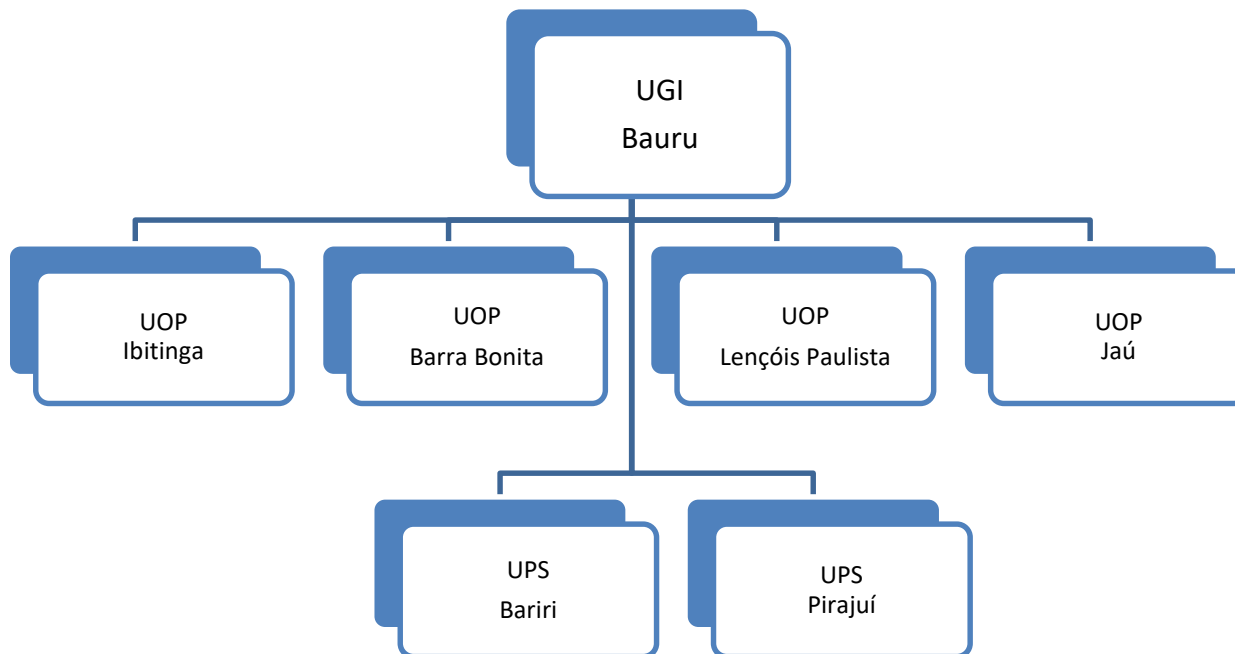 UGI
Bauru
UOP
Ibitinga
UOP
Barra Bonita
UOP
Lençóis Paulista
UOP
Jaú
UPS
Bariri
UPS
Pirajuí